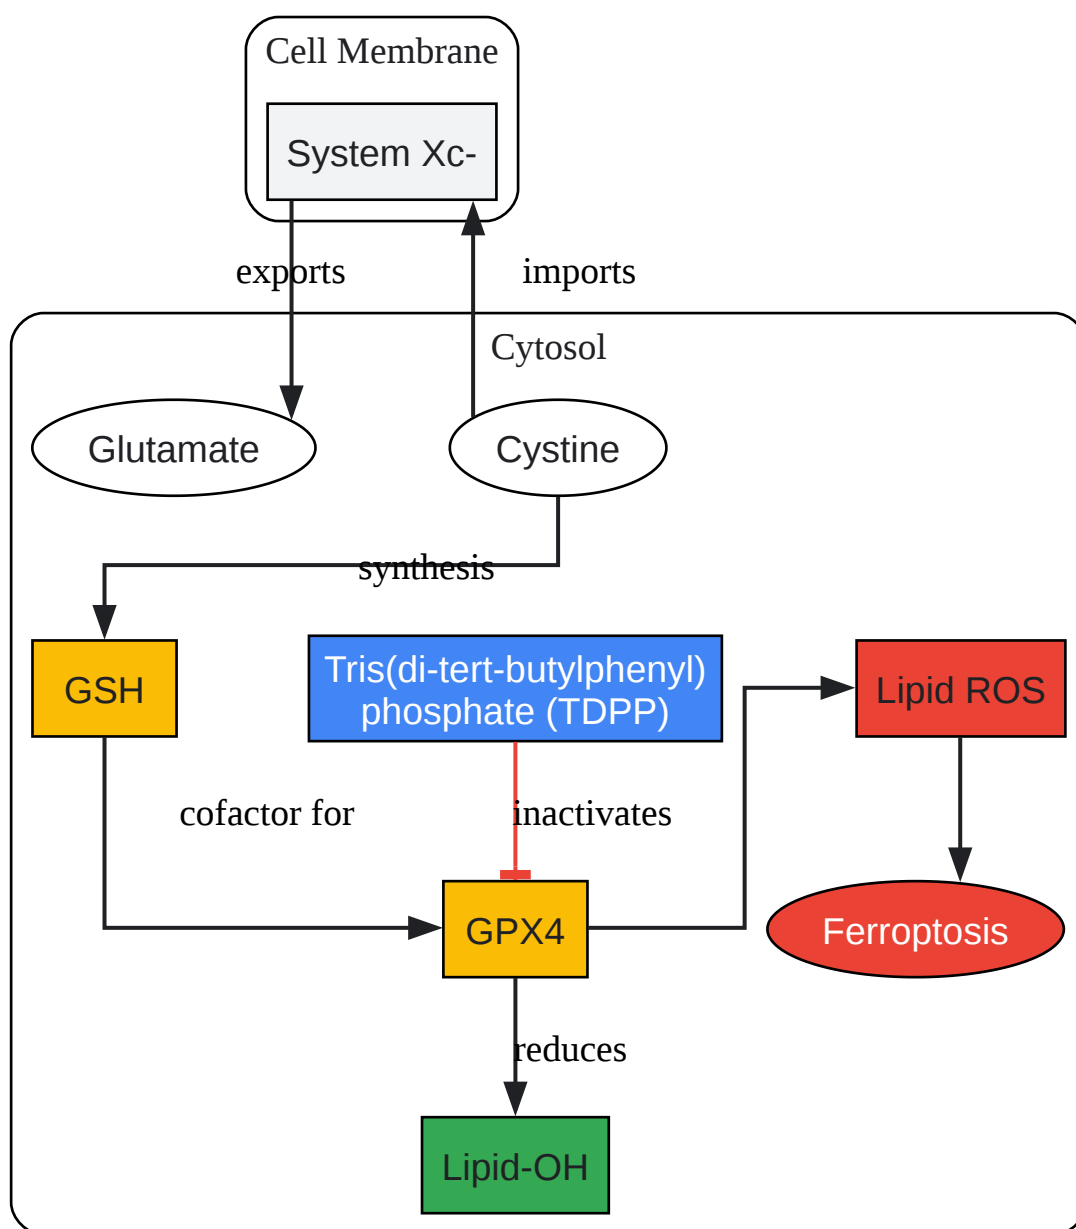 Cell Membrane
System Xc-
exports
imports
Cytosol
Glutamate
Cystine
synthesis
GSH
Tris(di-tert-butylphenyl)
phosphate (TDPP)
Lipid ROS
cofactor for
inactivates
GPX4
Ferroptosis
reduces
Lipid-OH